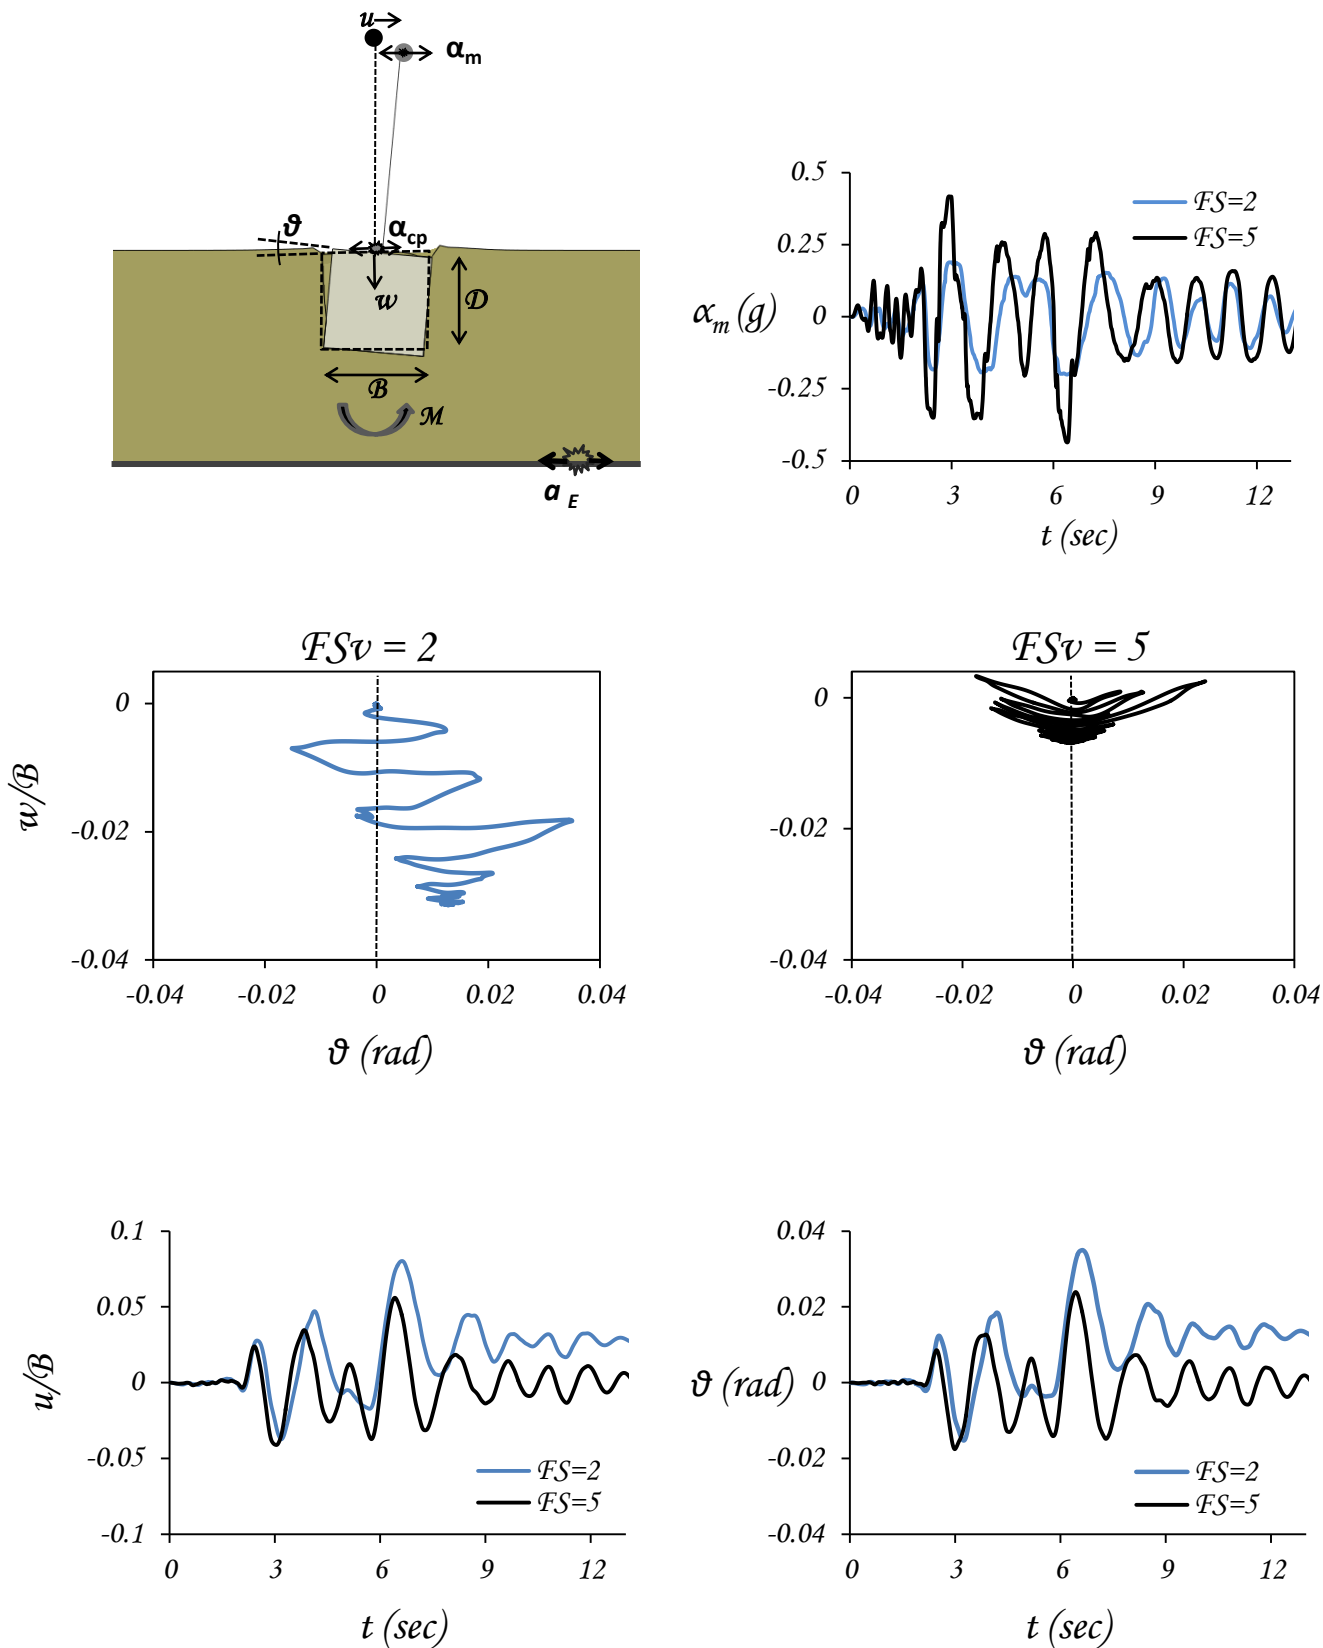 u
αm
ϑ
αcp
w
D
B
M
a E
0.5
0.25
0
-0.25
-0.5
αm (g)
FS=2
FS=5
0 3 6 9 12
t (sec)
FSv = 2
0
-0.02
-0.04
w/B
-0.04 -0.02 0 0.02 0.04
ϑ (rad)
FSv = 5
0
-0.02
-0.04
-0.04 -0.02 0 0.02 0.04
ϑ (rad)
0.1
0.05
0
-0.05
-0.1
u/B
FS=2
FS=5
0 3 6 9 12
t (sec)
0.04
0.02
0
-0.02
-0.04
ϑ (rad)
FS=2
FS=5
0 3 6 9 12
t (sec)